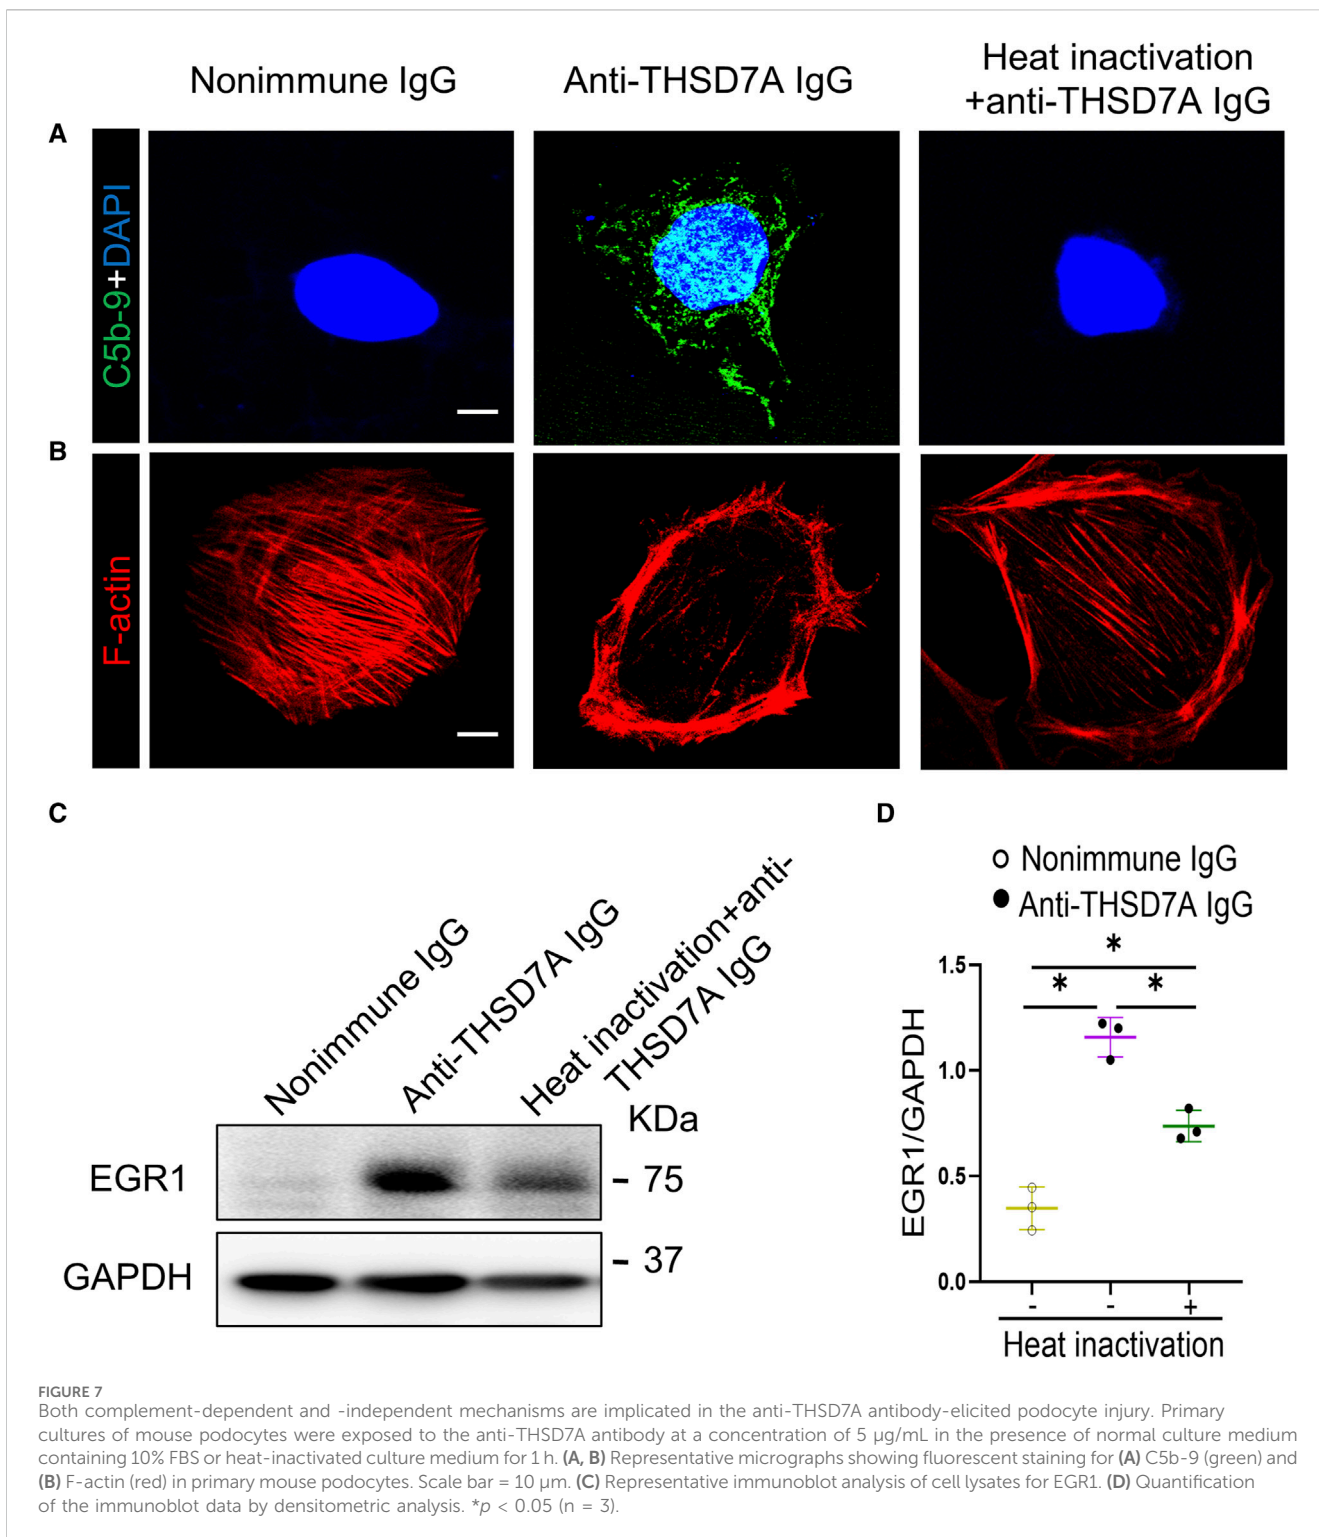 Nonimmune IgG
Anti-THSD7A IgG
Heat inactivation
+anti-THSD7A IgG
A
C5b-9+DAPI
B
F-actin
C
Nonimmune IgG
Anti-THSD7A IgG
Heat inactivation+anti-
THSD7A IgG
KDa
EGR1
- 75
GAPDH
- 37
D
Nonimmune IgG
Anti-THSD7A IgG
*
* *
EGR1/GAPDH
1.5
1.0
0.5
0.0
- - +
Heat inactivation
FIGURE 7
Both complement-dependent and -independent mechanisms are implicated in the anti-THSD7A antibody-elicited podocyte injury. Primary
cultures of mouse podocytes were exposed to the anti-THSD7A antibody at a concentration of 5 µg/mL in the presence of normal culture medium
containing 10% FBS or heat-inactivated culture medium for 1 h. (A, B) Representative micrographs showing fluorescent staining for (A) C5b-9 (green) and
(B) F-actin (red) in primary mouse podocytes. Scale bar = 10 µm. (C) Representative immunoblot analysis of cell lysates for EGR1. (D) Quantification
of the immunoblot data by densitometric analysis. *p < 0.05 (n = 3).